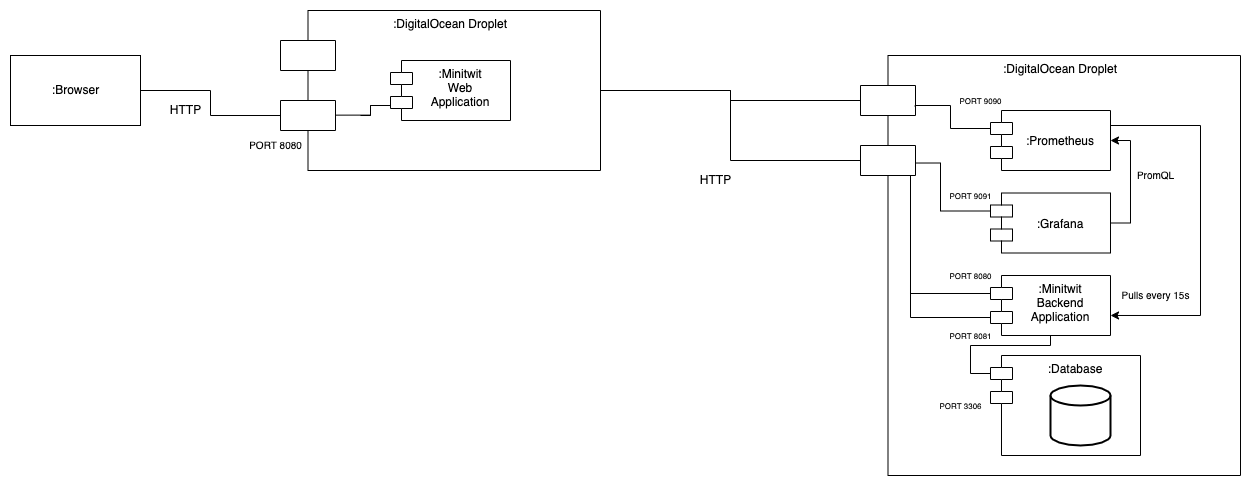 :Browser
HTTP
PORT 8080
:DigitalOcean Droplet
:Minitwit
Web
Application
HTTP
:DigitalOcean Droplet
PORT 9090
:Prometheus
PromQL
PORT 9091
:Grafana
PORT 8080
:Minitwit
Backend
Application
Pulls every 15s
PORT 8081
:Database
PORT 3306